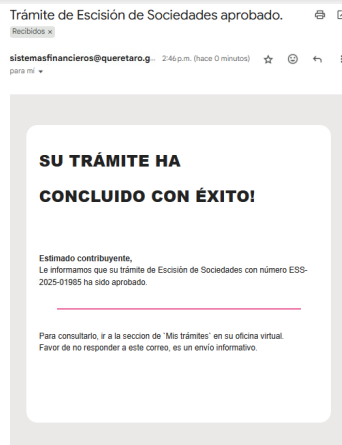 Trámite de Escisión de Sociedades aprobado.
Recibidos ×
sistemasfinancieros@queretaro.g... 2:46 p.m. (hace 0 minutos)
para mí
SU TRÁMITE HA
CONCLUIDO CON ÉXITO!
Estimado contribuyente,
Le informamos que su trámite de Escisión de Sociedades con número ESS-
2025-01985 ha sido aprobado.
Para consultarlo, ir a la seccion de ´Mis trámites´ en su oficina virtual.
Favor de no responder a este correo, es un envío informativo.